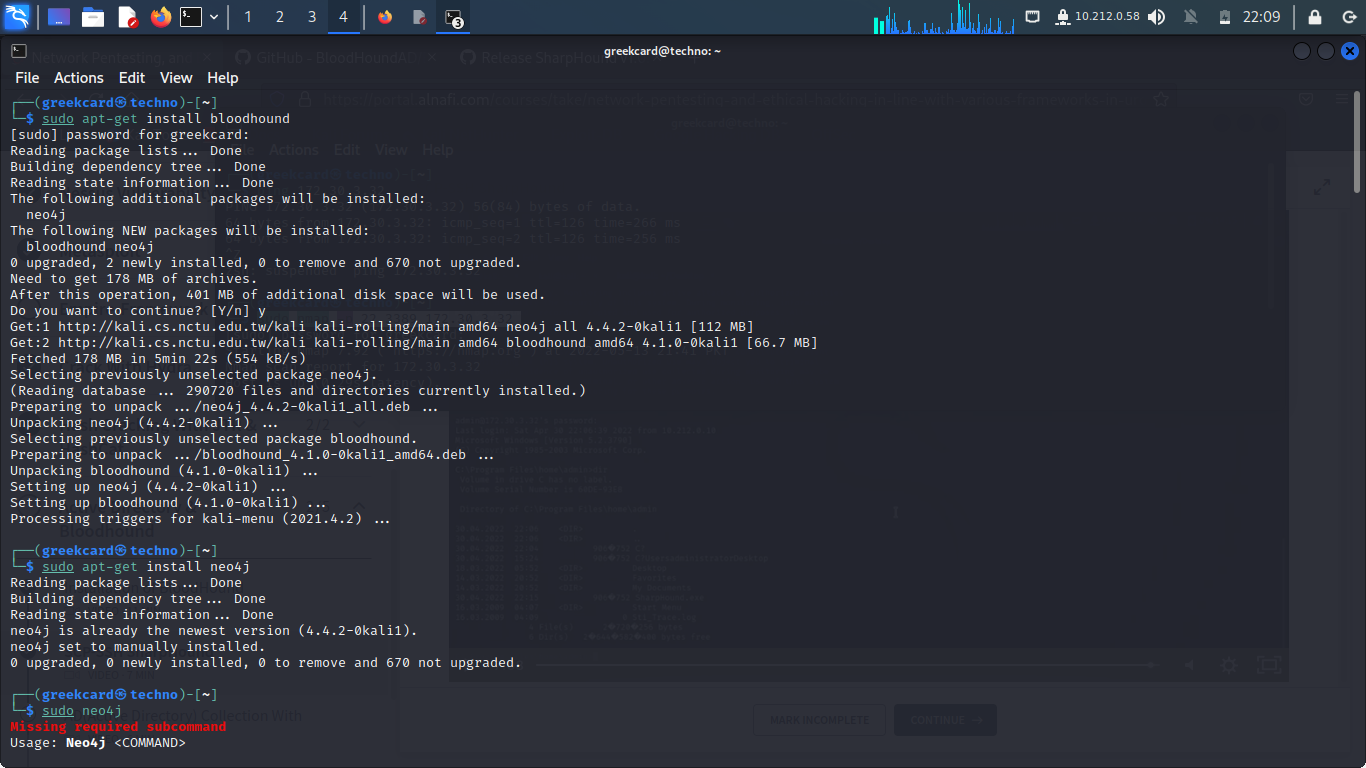 1 2 3 4 3 10.212.0.58 22:09
greekcard@techno: ~
File Actions Edit View Help
┌──(greekcard㉿techno)-[~]
└─$ sudo apt-get install bloodhound
[sudo] password for greekcard:
Reading package lists... Done
Building dependency tree... Done
Reading state information... Done
The following additional packages will be installed:
neo4j
The following NEW packages will be installed:
bloodhound neo4j
0 upgraded, 2 newly installed, 0 to remove and 670 not upgraded.
Need to get 178 MB of archives.
After this operation, 401 MB of additional disk space will be used.
Do you want to continue? [Y/n] y
Get:1 http://kali.cs.nctu.edu.tw/kali kali-rolling/main amd64 neo4j all 4.4.2-0kali1 [112 MB]
Get:2 http://kali.cs.nctu.edu.tw/kali kali-rolling/main amd64 bloodhound amd64 4.1.0-0kali1 [66.7 MB]
Fetched 178 MB in 5min 22s (554 kB/s)
Selecting previously unselected package neo4j.
(Reading database ... 290720 files and directories currently installed.)
Preparing to unpack .../neo4j_4.4.2-0kali1_all.deb ...
Unpacking neo4j (4.4.2-0kali1) ...
Selecting previously unselected package bloodhound.
Preparing to unpack .../bloodhound_4.1.0-0kali1_amd64.deb ...
Unpacking bloodhound (4.1.0-0kali1) ...
Setting up neo4j (4.4.2-0kali1) ...
Setting up bloodhound (4.1.0-0kali1) ...
Processing triggers for kali-menu (2021.4.2) ...
┌──(greekcard㉿techno)-[~]
└─$ sudo apt-get install neo4j
Reading package lists... Done
Building dependency tree... Done
Reading state information... Done
neo4j is already the newest version (4.4.2-0kali1).
neo4j set to manually installed.
0 upgraded, 0 newly installed, 0 to remove and 670 not upgraded.
┌──(greekcard㉿techno)-[~]
└─$ sudo neo4j
Missing required subcommand
Usage: Neo4j <COMMAND>
MARK INCOMPLETE
CONTINUE →